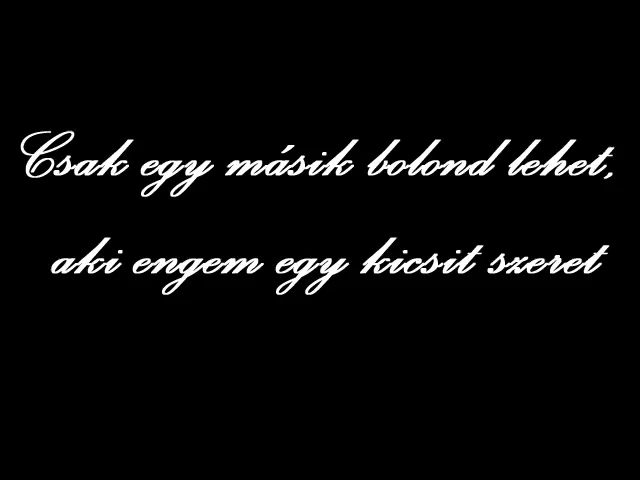 Csak egy másik bolond lehet,
aki engem egy kicsit szeret